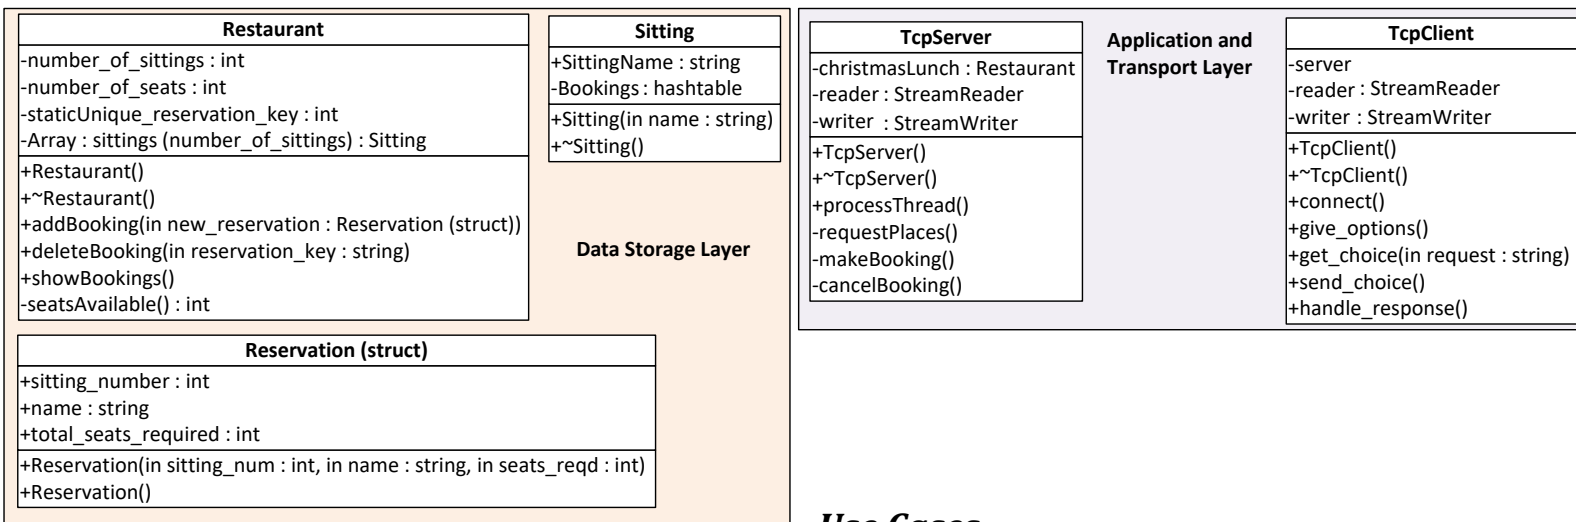 Restaurant
-number_of_sittings : int
-number_of_seats : int
-staticUnique_reservation_key : int
-Array : sittings (number_of_sittings) : Sitting
+Restaurant()
+~Restaurant()
+addBooking(in new_reservation : Reservation (struct))
+deleteBooking(in reservation_key : string)
+showBookings()
-seatsAvailable() : int
Sitting
+SittingName : string
-Bookings : hashtable
+Sitting(in name : string)
+~Sitting()
Data Storage Layer
Reservation (struct)
+sitting_number : int
+name : string
+total_seats_required : int
+Reservation(in sitting_num : int, in name : string, in seats_reqd : int)
+Reservation()
TcpServer
-christmasLunch : Restaurant
-reader : StreamReader
-writer : StreamWriter
+TcpServer()
+~TcpServer()
+processThread()
-requestPlaces()
-makeBooking()
-cancelBooking()
Application and
Transport Layer
TcpClient
-server
-reader : StreamReader
-writer : StreamWriter
+TcpClient()
+~TcpClient()
+connect()
+give_options()
+get_choice(in request : string)
+send_choice()
+handle_response()
Use Cases